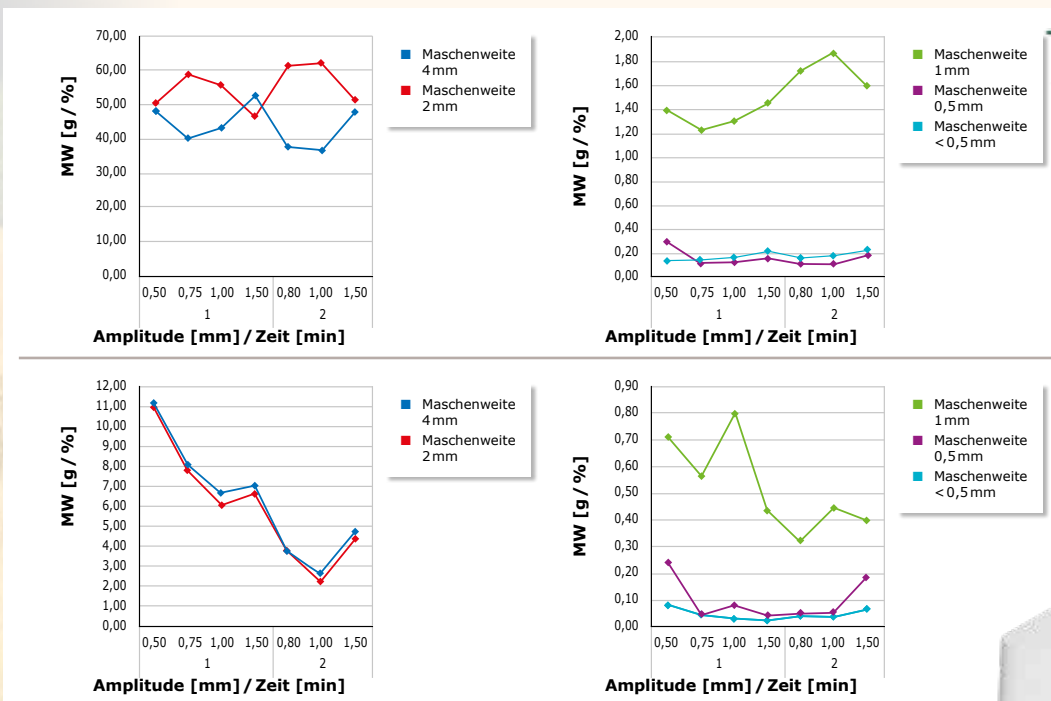 70,00
60,00
50,00
40,00
30,00
20,00
10,00
0,00
MW [g / %]
0,50 0,75 1,00 1,50 0,80 1,00 1,50
1 2
Amplitude [mm] / Zeit [min]
Maschenweite
4 mm
Maschenweite
2 mm
2,00
1,80
1,60
1,40
1,20
1,00
0,80
0,60
0,40
0,20
0,00
MW [g / %]
0,50 0,75 1,00 1,50 0,80 1,00 1,50
1 2
Amplitude [mm] / Zeit [min]
Maschenweite
1 mm
Maschenweite
0,5 mm
Maschenweite
< 0,5 mm
12,00
11,00
10,00
9,00
8,00
7,00
6,00
5,00
4,00
3,00
2,00
1,00
0,00
MW [g / %]
0,50 0,75 1,00 1,50 0,80 1,00 1,50
1 2
Amplitude [mm] / Zeit [min]
Maschenweite
4 mm
Maschenweite
2 mm
0,90
0,80
0,70
0,60
0,50
0,40
0,30
0,20
0,10
0,00
MW [g / %]
0,50 0,75 1,00 1,50 0,80 1,00 1,50
1 2
Amplitude [mm] / Zeit [min]
Maschenweite
1 mm
Maschenweite
0,5 mm
Maschenweite
< 0,5 mm